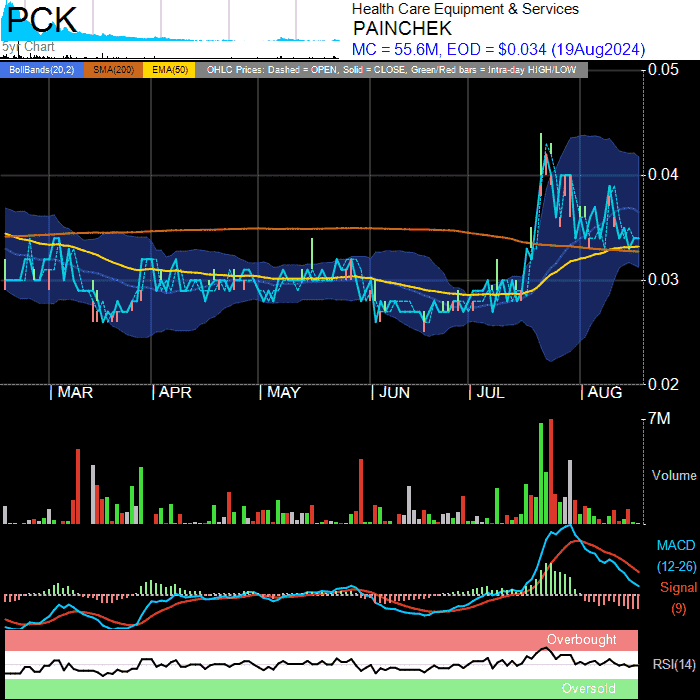 PCK
5yr Chart
Health Care Equipment & Services
PAINCHEK
MC = 55.6M, EOD = $0.034 (19Aug2024)
BollBands(20,2) SMA(200) EMA(50) OHLC Prices: Dashed = OPEN, Solid = CLOSE, Green/Red bars = Intra-day HIGH/LOW
0.05
0.04
0.03
0.02
MAR APR MAY JUN JUL AUG
7M
Volume
0
MACD
(12-26)
Signal
(9)
Overbought
RSI(14)
Oversold